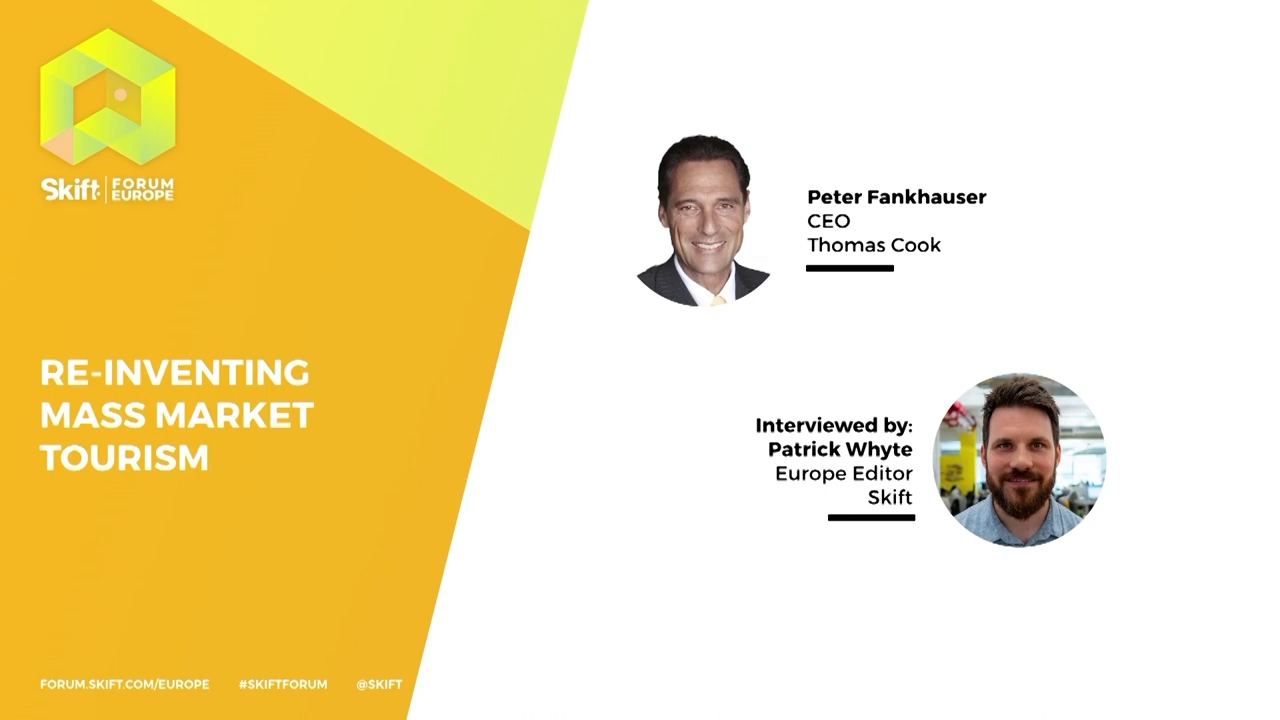 Skift FORUM
EUROPE
RE-INVENTING
MASS MARKET
TOURISM
FORUM.SKIFT.COM/EUROPE #SKIFTFORUM @SKIFT
Peter Fankhauser
CEO
Thomas Cook
Interviewed by:
Patrick Whyte
Europe Editor
Skift